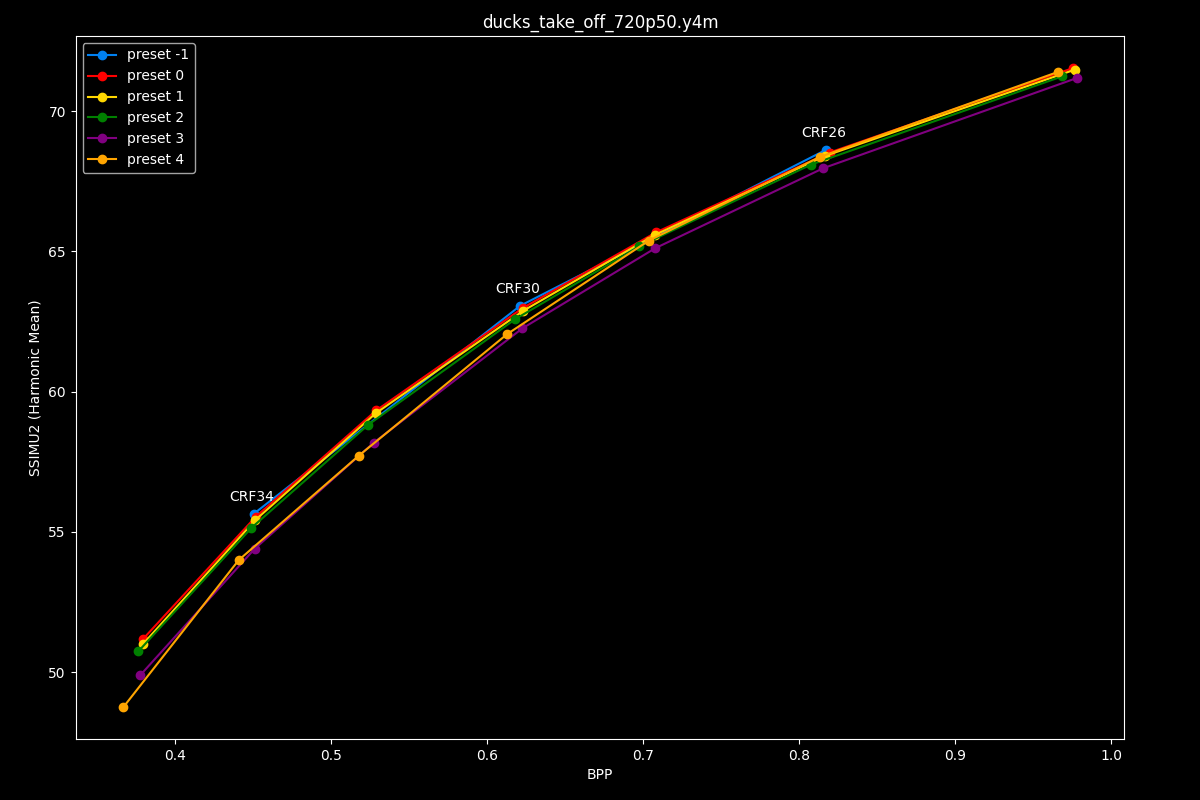 ducks_take_off_720p50.y4m
preset -1
preset 0
preset 1
preset 2
preset 3
preset 4
CRF26
CRF30
CRF34
SSIMU2 (Harmonic Mean)
70
65
60
55
50
0.4 0.5 0.6 0.7 0.8 0.9 1.0
BPP